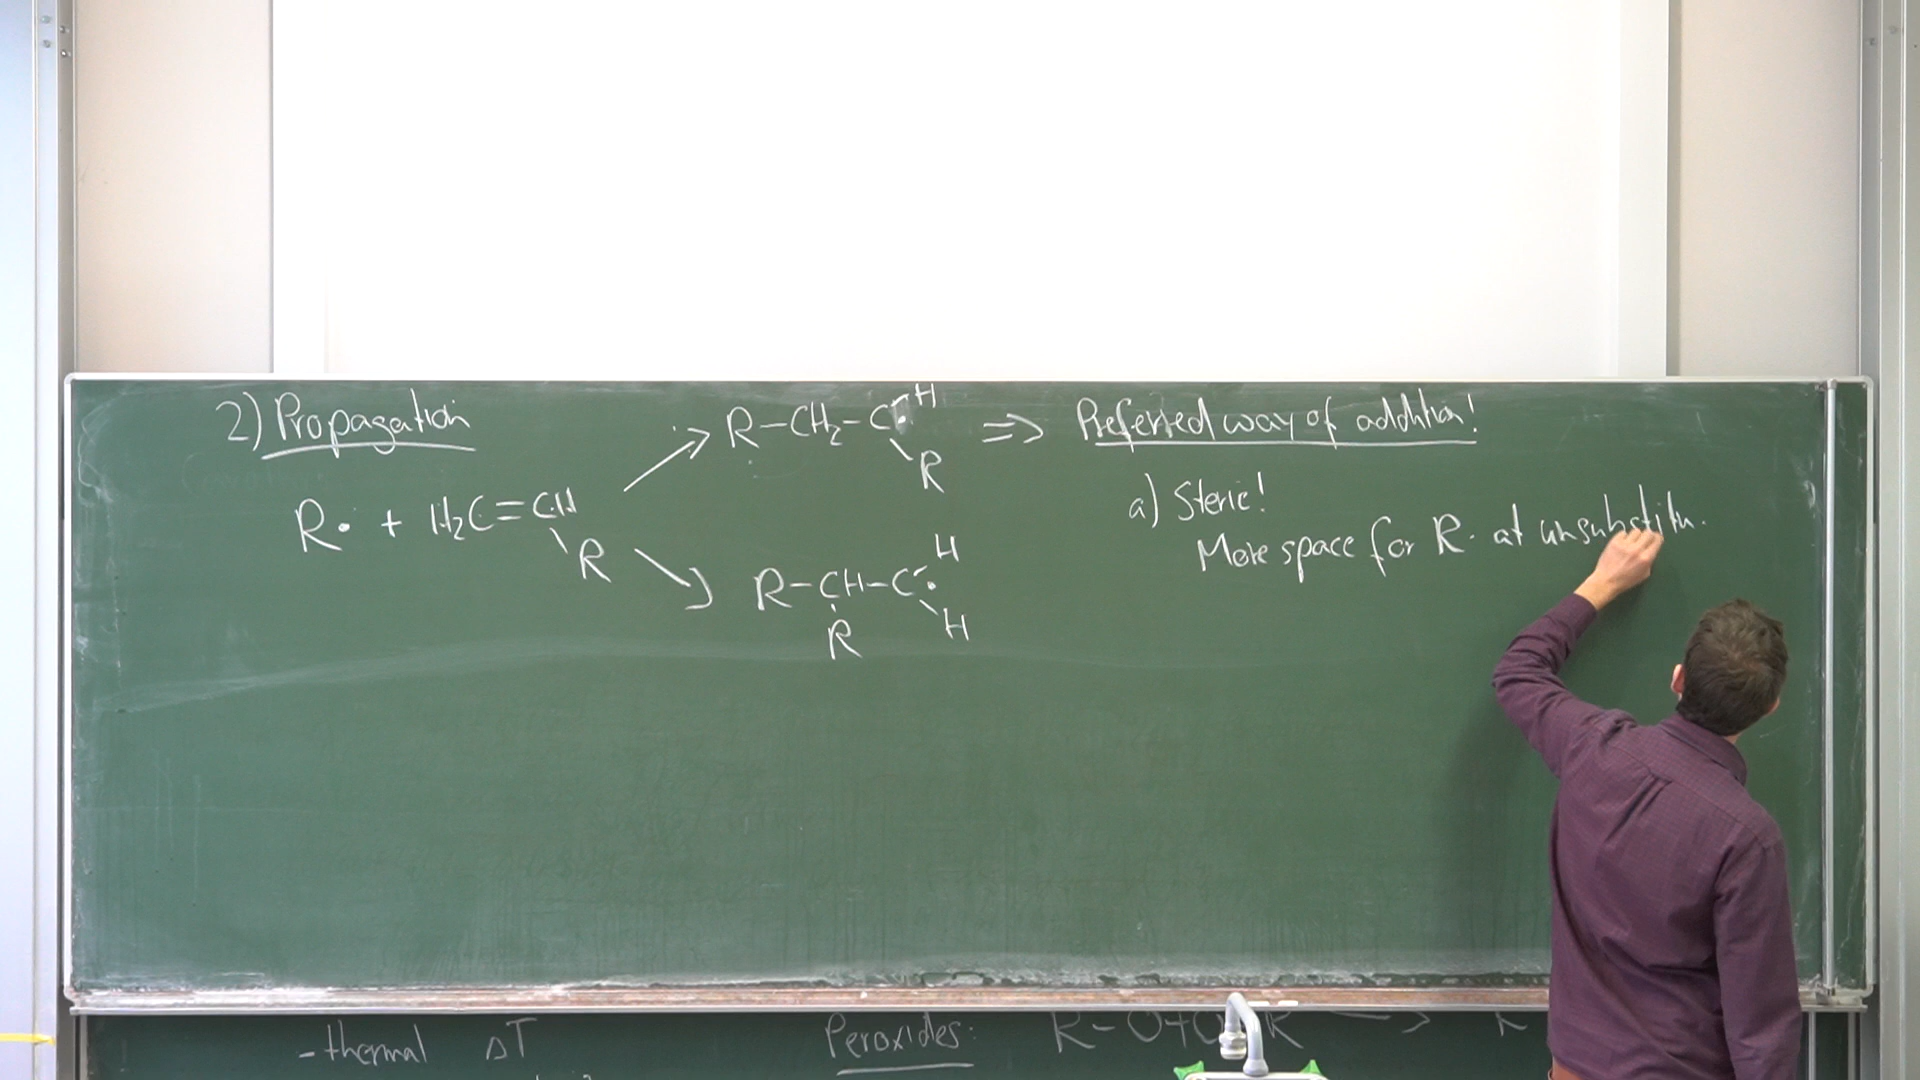 2) Propagation
R· + H₂C=CH
R
R-CH₂-C·
H
R
R-CH-C·
R
H
H
=> Preferred way of addition!
a) Steric!
More space for R· at unsubstitu.
- thermal ΔT
Peroxides: R-O+O-R → R